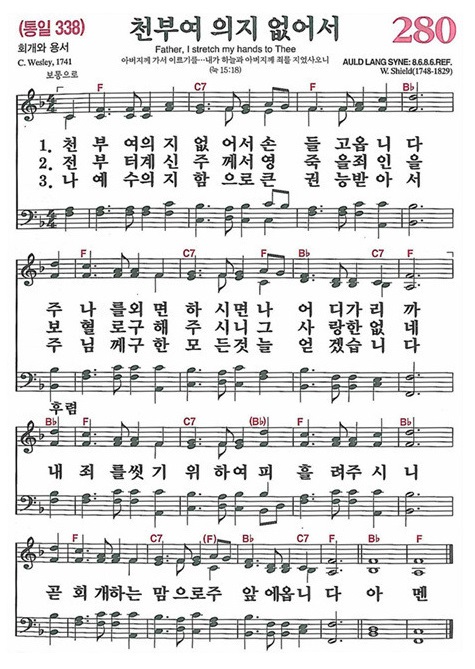 (통일 338) 천부여 의지 없어서 280
회개와 용서 Father, I stretch my hands to Thee
C. Wesley, 1741 아버지께 가서 이르기를…내가 하늘과 아버지께 죄를 지었사오니 AULD LANG SYNE: 8.6.8.6.REF.
보통으로 (눅 15:18) W. Shield(1748-1829)
F C7 F B♭
1. 천 부 여의지 없어서손 들 고옵니 다
2. 전 부 터계신 주께서영 죽 을죄인 을
3. 나 예 수의지 함으로큰 권 능받아 서
F C7 F B♭ C7 F
주 나 를외 면 하 시면나 어 디가리 까
보 혈 로구 해 주 시니그 사 랑한없 네
주 님 께구 한 모 든것늘 얻 겠습니 다
후렴
B♭ F C7 (B♭) F B♭
내 죄 를씻기 위하여피 흘 려주시 니
F C7 (F) B♭ C7 F B♭ F
곧 회 개하는 맘으로주 앞 에옵니 다 아 멘